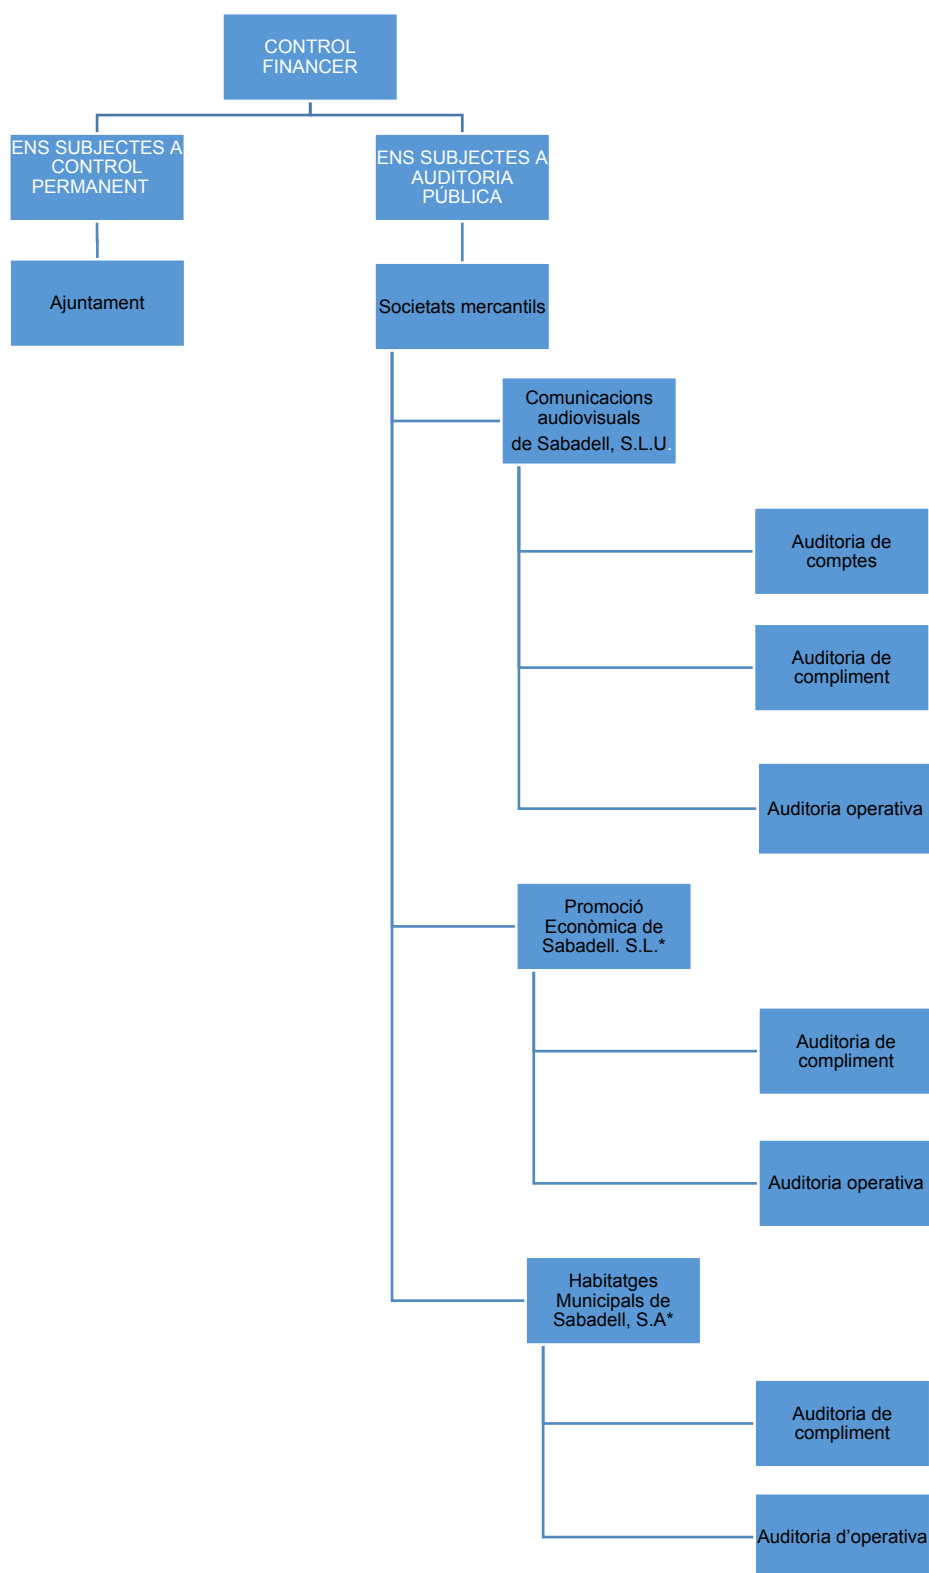 CONTROL
FINANCER
ENS SUBJECTES A
CONTROL
PERMANENT
ENS SUBJECTES A
AUDITORIA
PÚBLICA
Ajuntament
Societats mercantils
Comunicacions
audiovisuals
de Sabadell, S.L.U.
Auditoria de
comptes
Auditoria de
compliment
Auditoria operativa
Promoció
Econòmica de
Sabadell. S.L.*
Auditoria de
compliment
Auditoria operativa
Habitatges
Municipals de
Sabadell, S.A*
Auditoria de
compliment
Auditoria d’operativa